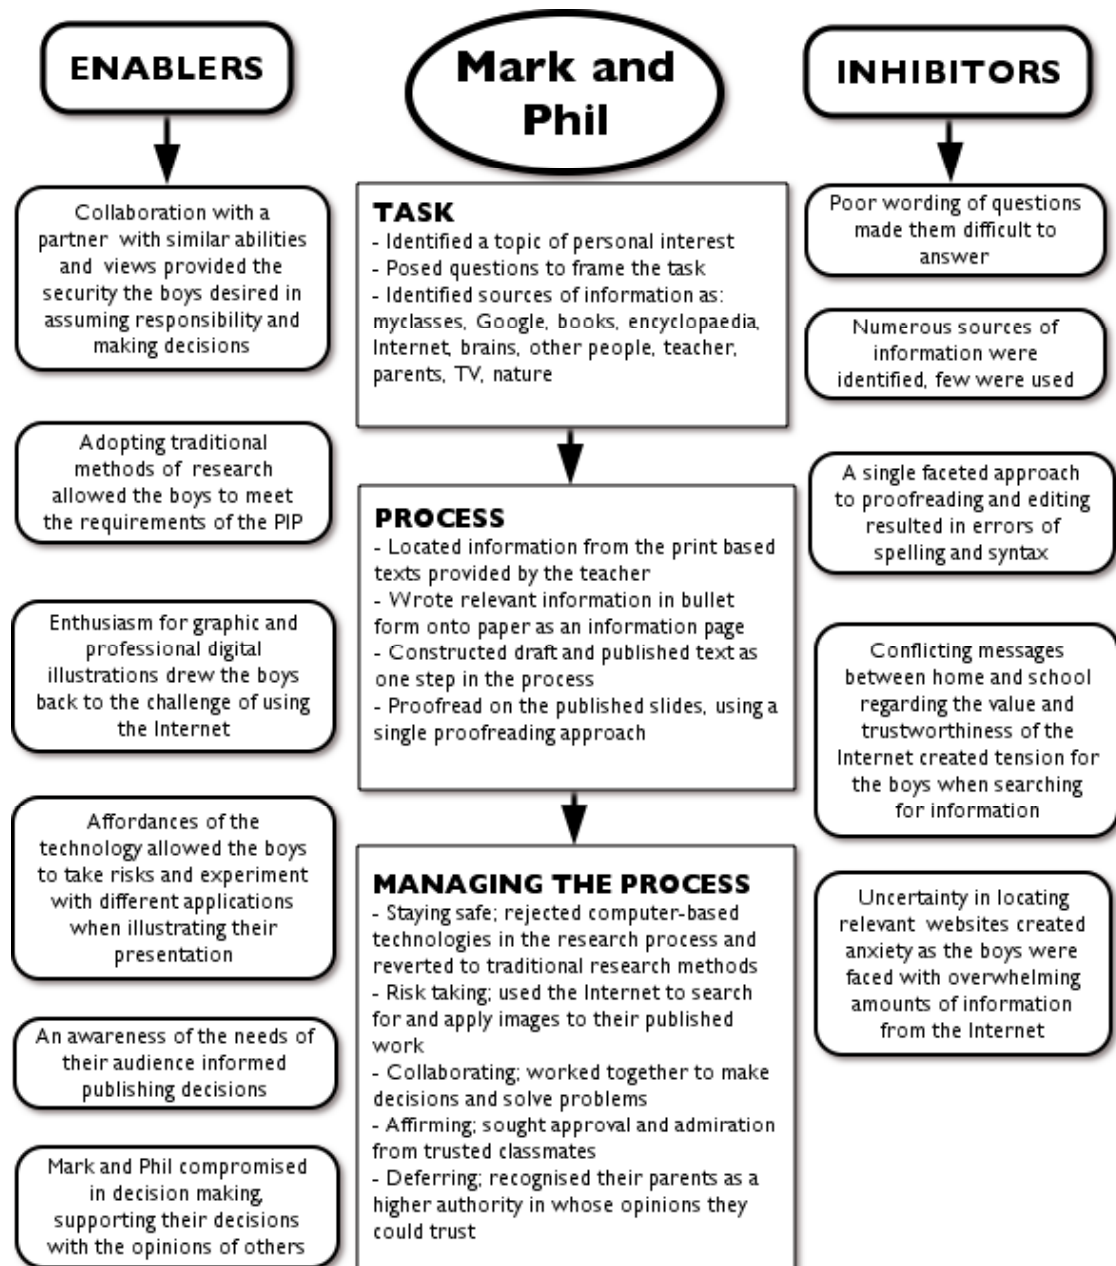 ENABLERS
Collaboration with a
partner with similar abilities
and views provided the
security the boys desired in
assuming responsibility and
making decisions
Adopting traditional
methods of research
allowed the boys to meet
the requirements of the PIP
Enthusiasm for graphic and
professional digital
illustrations drew the boys
back to the challenge of using
the Internet
Affordances of the
technology allowed the boys
to take risks and experiment
with different applications
when illustrating their
presentation
An awareness of the needs of
their audience informed
publishing decisions
Mark and Phil compromised
in decision making,
supporting their decisions
with the opinions of others
Mark and
Phil
TASK
- Identified a topic of personal interest
- Posed questions to frame the task
- Identified sources of information as:
myclasses, Google, books, encyclopaedia,
Internet, brains, other people, teacher,
parents, TV, nature
PROCESS
- Located information from the print based
texts provided by the teacher
- Wrote relevant information in bullet
form onto paper as an information page
- Constructed draft and published text as
one step in the process
- Proofread on the published slides, using a
single proofreading approach
MANAGING THE PROCESS
- Staying safe; rejected computer-based
technologies in the research process and
reverted to traditional research methods
- Risk taking; used the Internet to search
for and apply images to their published
work
- Collaborating; worked together to make
decisions and solve problems
- Affirming; sought approval and admiration
from trusted classmates
- Deferring; recognised their parents as a
higher authority in whose opinions they
could trust
INHIBITORS
Poor wording of questions
made them difficult to
answer
Numerous sources of
information were
identified, few were used
A single faceted approach
to proofreading and editing
resulted in errors of
spelling and syntax
Conflicting messages
between home and school
regarding the value and
trustworthiness of the
Internet created tension for
the boys when searching
for information
Uncertainty in locating
relevant websites created
anxiety as the boys were
faced with overwhelming
amounts of information
from the Internet